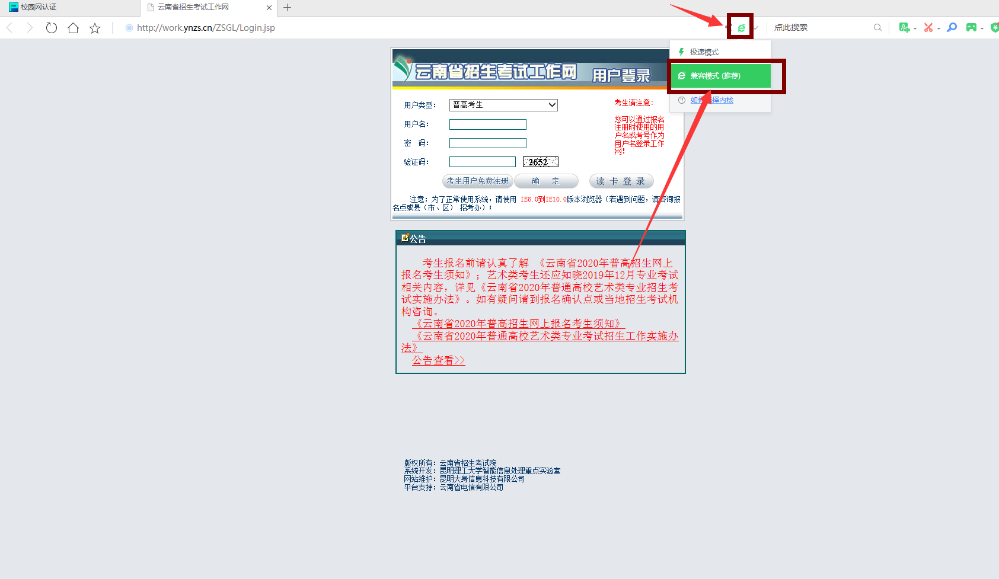 校园网认证
云南省招生考试工作网
http://work.ynzs.cn/ZSGL/Login.jsp
点此搜索
极速模式
兼容模式 (推荐)
云南省招生考试工作网 用户登录
用户类型：
普高考生
用户名：
密 码：
验证码：
2652
考生请注意：
您可以通过报名
注册时使用的用
户名或考号作为
用户名登录工作
网！
考生用户免费注册
确 定
读 卡 登 录
注意：为了正常使用系统，请使用 IE6.0到IE10.0版本浏览器（若遇到问题，请咨询报
名点或县（市、区） 招考办）；
公告
考生报名前请认真了解 《云南省2020年普高招生网上
报名考生须知》；艺术类考生还应知晓2019年12月专业考试
相关内容，详见《云南省2020年普通高校艺术类专业招生考
试实施办法》。如有疑问请到报名确认点或当地招生考试机
构咨询。
《云南省2020年普高招生网上报名考生须知》
《云南省2020年普通高校艺术类专业考试招生工作实施办
法》
公告查看>>
版权所有：云南省招生考试院
系统开发：昆明理工大学智能信息处理重点实验室
网站维护：昆明大身信息科技有限公司
平台支持：云南省电信有限公司